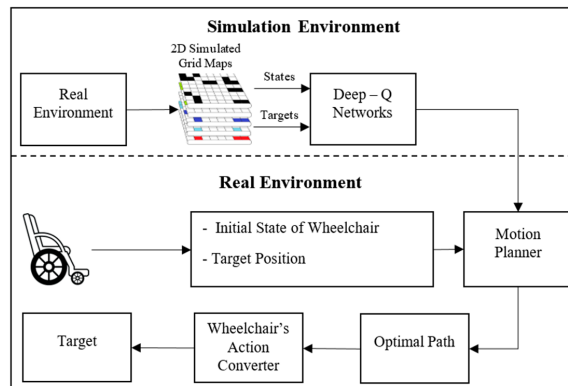 Simulation Environment
2D Simulated
Grid Maps
Real
Environment
States
Targets
Deep – Q
Networks
Real Environment
- Initial State of Wheelchair
- Target Position
Motion
Planner
Target
Wheelchair's
Action
Converter
Optimal Path